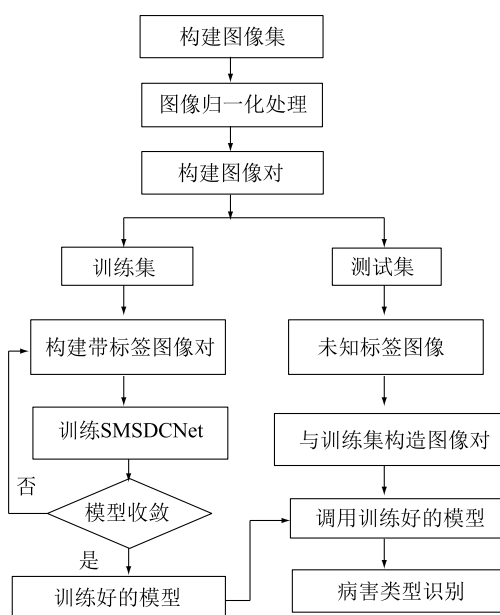 构建图像集
图像归一化处理
构建图像对
训练集
测试集
构建带标签图像对
未知标签图像
训练SMSDCNet
与训练集构造图像对
否
模型收敛
调用训练好的模型
是
训练好的模型
病害类型识别